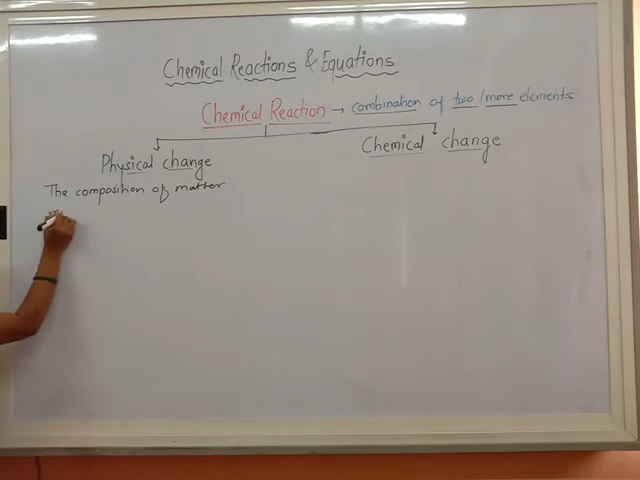 Chemical Reactions & Equations
Chemical Reaction → combination of two/more elements
Physical change
Chemical change
The composition of matter